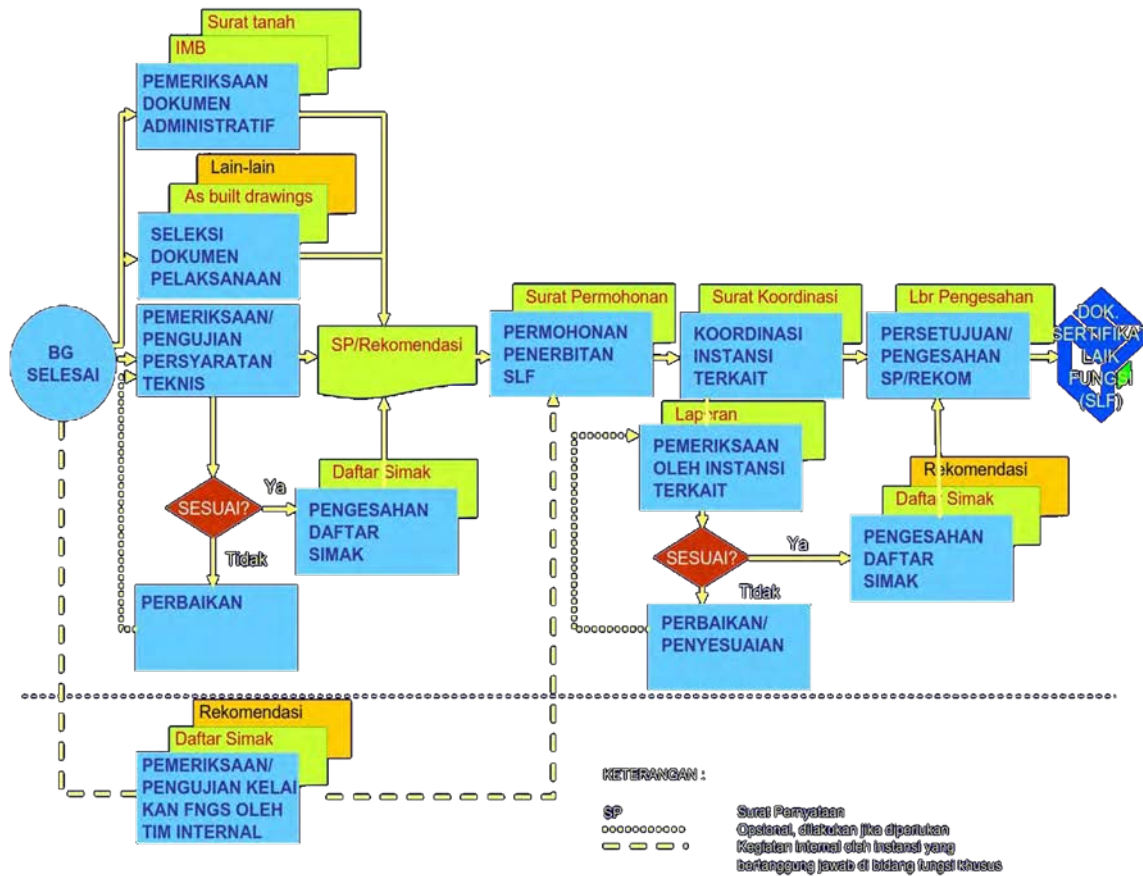 Surat tanah
IMB
PEMERIKSAAN
DOKUMEN
ADMINISTRATIF
Lain-lain
As built drawings
SELEKSI
DOKUMEN
PELAKSANAAN
BG
SELESAI
PEMERIKSAAN/
PENGUJIAN
PERSYARATAN
TEKNIS
SP/Rekomendasi
Surat Permohonan
PERMOHONAN
PENERBITAN
SLF
Surat Koordinasi
KOORDINASI
INSTANSI
TERKAIT
Lbr Pengesahan
PERSETUJUAN/
PENGESAHAN
SP/REKOM
DOK.
SERTIFIKA
LAIK
FUNGSI
(SLF)
SESUAI?
Ya
Tidak
Daftar Simak
PENGESAHAN
DAFTAR
SIMAK
PERBAIKAN
Laperan
PEMERIKSAAN
OLEH INSTANSI
TERKAIT
SESUAI?
Ya
Tidak
Rekomendasi
Daftar Simak
PENGESAHAN
DAFTAR
SIMAK
PERBAIKAN/
PENYESUAIAN
Rekomendasi
Daftar Simak
PEMERIKSAAN/
PENGUJIAN KELAI
KAN FNGS OLEH
TIM INTERNAL
KETERANGAN :
SP Surat Pernyataan
Opsional, dilakukan jika diperlukan
Kegiatan internal oleh instansi yang
bertanggung jawab di bidang fungsi khusus